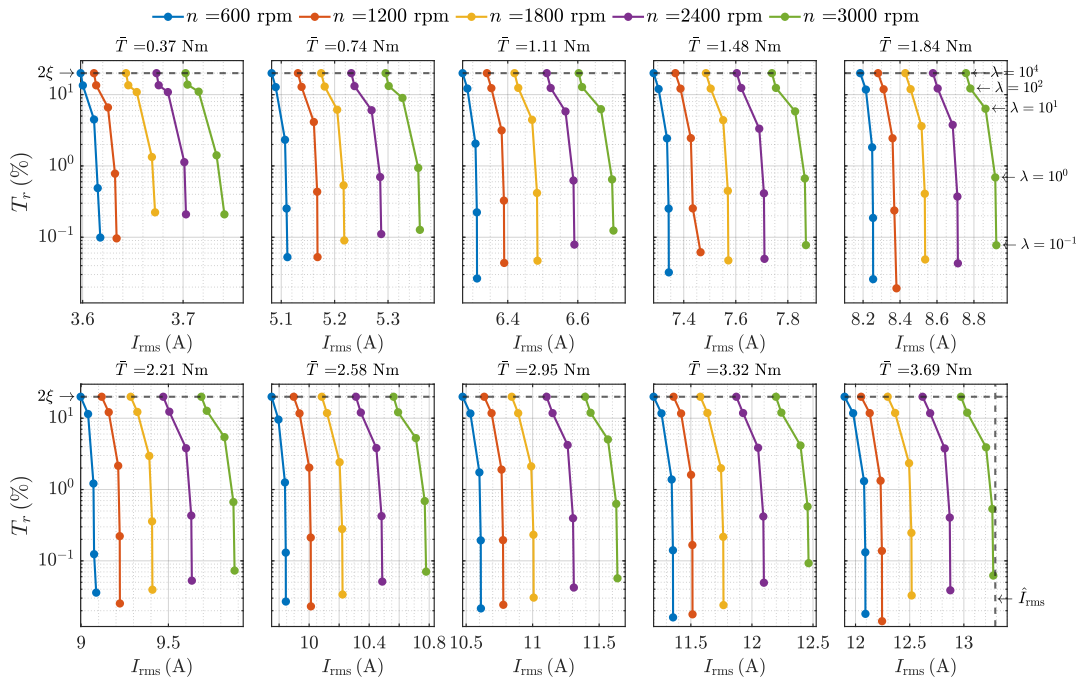 n =600 rpm n =1200 rpm n =1800 rpm n =2400 rpm n =3000 rpm
T̄ =0.37 Nm T̄ =0.74 Nm T̄ =1.11 Nm T̄ =1.48 Nm T̄ =1.84 Nm
2ξ → ← λ = 10⁴
10¹ ← λ = 10²
← λ = 10¹
10⁰ ← λ = 10⁰
10⁻¹ ← λ = 10⁻¹
T_r (%)
3.6 3.7 5.1 5.2 5.3 6.4 6.6 7.4 7.6 7.8 8.2 8.4 8.6 8.8
I_rms (A) I_rms (A) I_rms (A) I_rms (A) I_rms (A)
T̄ =2.21 Nm T̄ =2.58 Nm T̄ =2.95 Nm T̄ =3.32 Nm T̄ =3.69 Nm
2ξ →
10¹
10⁰
10⁻¹
T_r (%)
← Î_rms
9 9.5 10 10.4 10.8 10.5 11 11.5 11.5 12 12.5 12 12.5 13
I_rms (A) I_rms (A) I_rms (A) I_rms (A) I_rms (A)